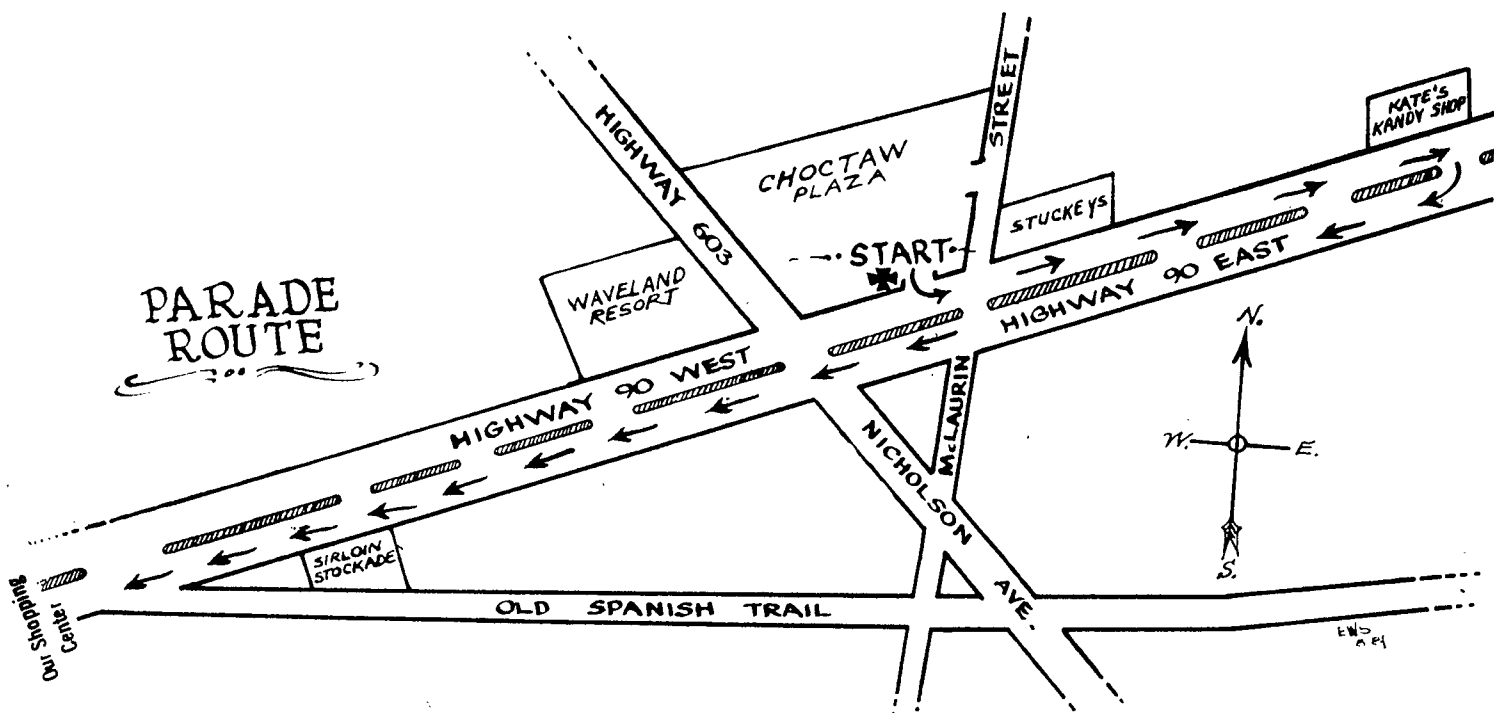 PARADE
ROUTE
HIGHWAY 603
CHOCTAW
PLAZA
STREET
KATE'S
KANDY SHOP
STUCKEYS
START
WAVELAND
RESORT
HIGHWAY 90 EAST
HIGHWAY 90 WEST
McLAURIN
NICHOLSON AVE.
N.
W. E.
S.
SIRLOIN
STOCKADE
OLD SPANISH TRAIL
Our Shopping
Center
EWS